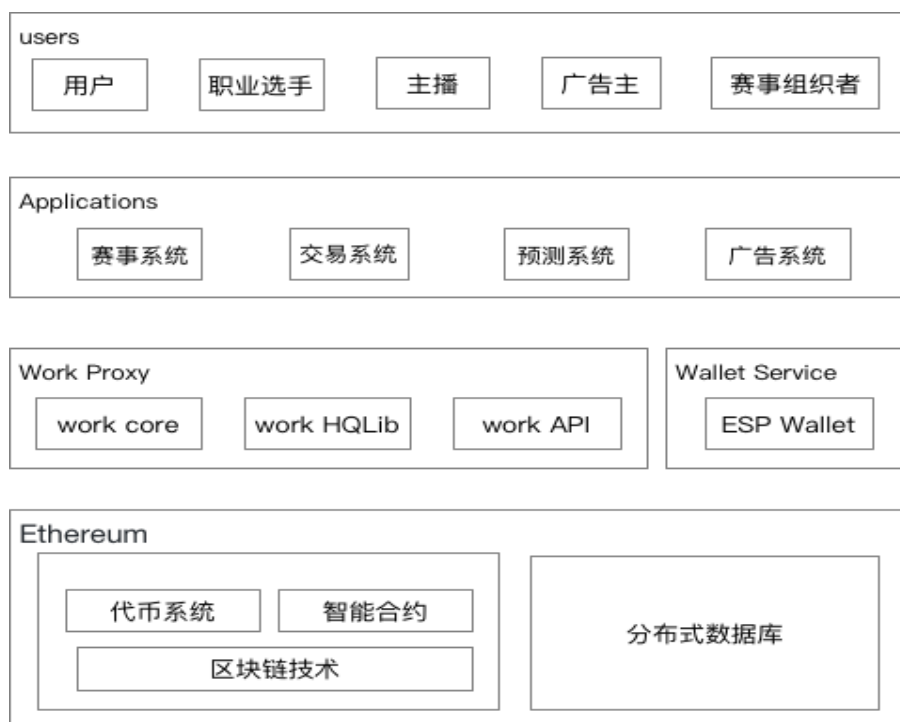 users
用户 职业选手 主播 广告主 赛事组织者
Applications
赛事系统 交易系统 预测系统 广告系统
Work Proxy
work core work HQLib work API
Wallet Service
ESP Wallet
Ethereum
代币系统 智能合约
区块链技术
分布式数据库